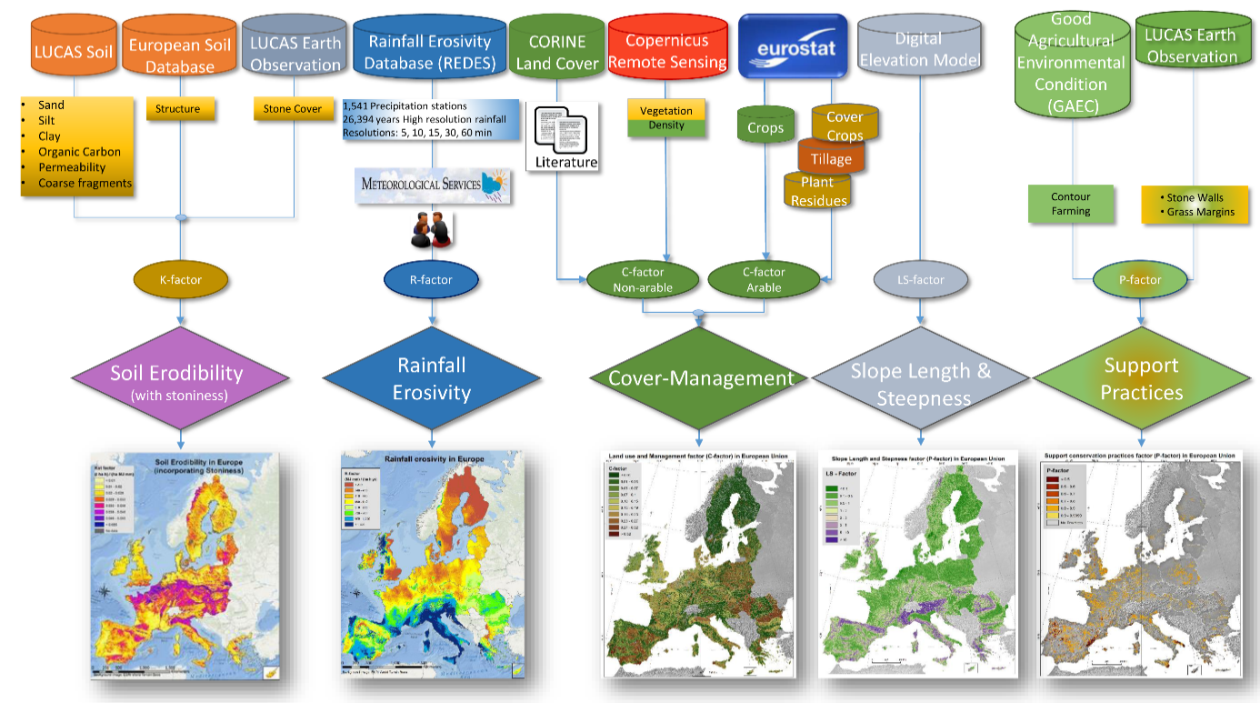 LUCAS Soil
European Soil
Database
LUCAS Earth
Observation
Rainfall Erosivity
Database (REDES)
CORINE
Land Cover
Copernicus
Remote Sensing
eurostat
Digital
Elevation Model
Good
Agricultural
Environmental
Condition
(GAEC)
LUCAS Earth
Observation
• Sand
• Silt
• Clay
• Organic Carbon
• Permeability
• Coarse fragments
Structure
Stone Cover
1,541 Precipitation stations
26,394 years High resolution rainfall
Resolutions: 5, 10, 15, 30, 60 min
Literature
Vegetation
Density
Crops
Cover
Crops
Tillage
Plant
Residues
METEOROLOGICAL SERVICES
Contour
Farming
• Stone Walls
• Grass Margins
K-factor
R-factor
C-factor
Non-arable
C-factor
Arable
LS-factor
P-factor
Soil Erodibility
(with stoniness)
Rainfall
Erosivity
Cover-Management
Slope Length &
Steepness
Support
Practices
Soil Erodibility in Europe
(incorporating Stoniness)
Rainfall erosivity in Europe
Land use and Management factor (C-factor) in European Union
C-factor
Slope Length and Steepness factor (P-factor) in European Union
LS - Factor
Support conservation practices factor (P-factor) in European Union
P-factor